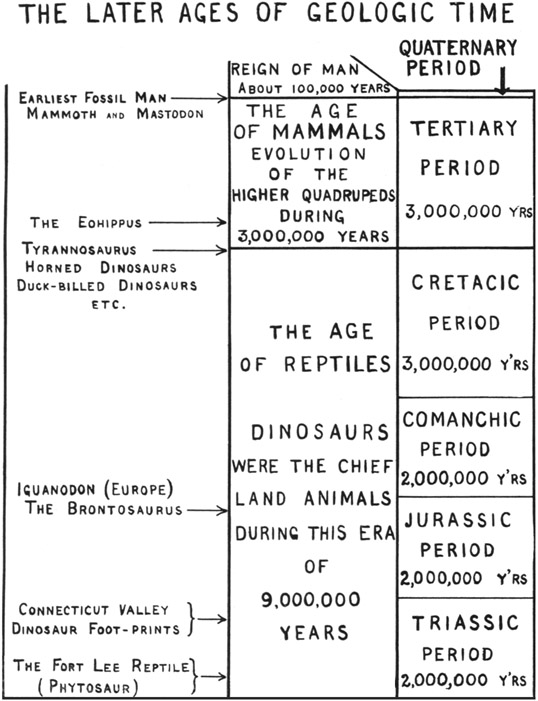 THE LATER AGES OF GEOLOGIC TIME
QUATERNARY
PERIOD
REIGN OF MAN
ABOUT 100,000 YEARS
EARLIEST FOSSIL MAN
MAMMOTH AND MASTODON
THE AGE
OF MAMMALS
EVOLUTION
OF THE
HIGHER QUADRUPEDS
DURING
3,000,000 YEARS
TERTIARY
PERIOD
3,000,000 YRS
THE EOHIPPUS
TYRANNOSAURUS
HORNED DINOSAURS
DUCK-BILLED DINOSAURS
ETC.
THE AGE
OF REPTILES
DINOSAURS
WERE THE CHIEF
LAND ANIMALS
DURING THIS ERA
OF
9,000,000
YEARS
CRETACIC
PERIOD
3,000,000 Y'RS
COMANCHIC
PERIOD
2,000,000 Y'RS
IGUANODON (EUROPE)
THE BRONTOSAURUS
JURASSIC
PERIOD
2,000,000 Y'RS
CONNECTICUT VALLEY
DINOSAUR FOOT-PRINTS
THE FORT LEE REPTILE
(PHYTOSAUR)
TRIASSIC
PERIOD
2,000,000 Y'RS